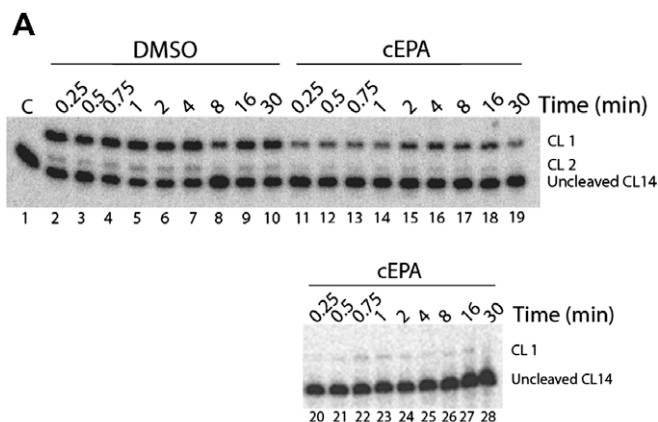 A
DMSO cEPA
C 0.25 0.5 0.75 1 2 4 8 16 30 0.25 0.5 0.75 1 2 4 8 16 30 Time (min)
CL 1
CL 2
Uncleaved CL14
1 2 3 4 5 6 7 8 9 10 11 12 13 14 15 16 17 18 19
cEPA
0.25 0.5 0.75 1 2 4 8 16 30 Time (min)
CL 1
Uncleaved CL14
20 21 22 23 24 25 26 27 28